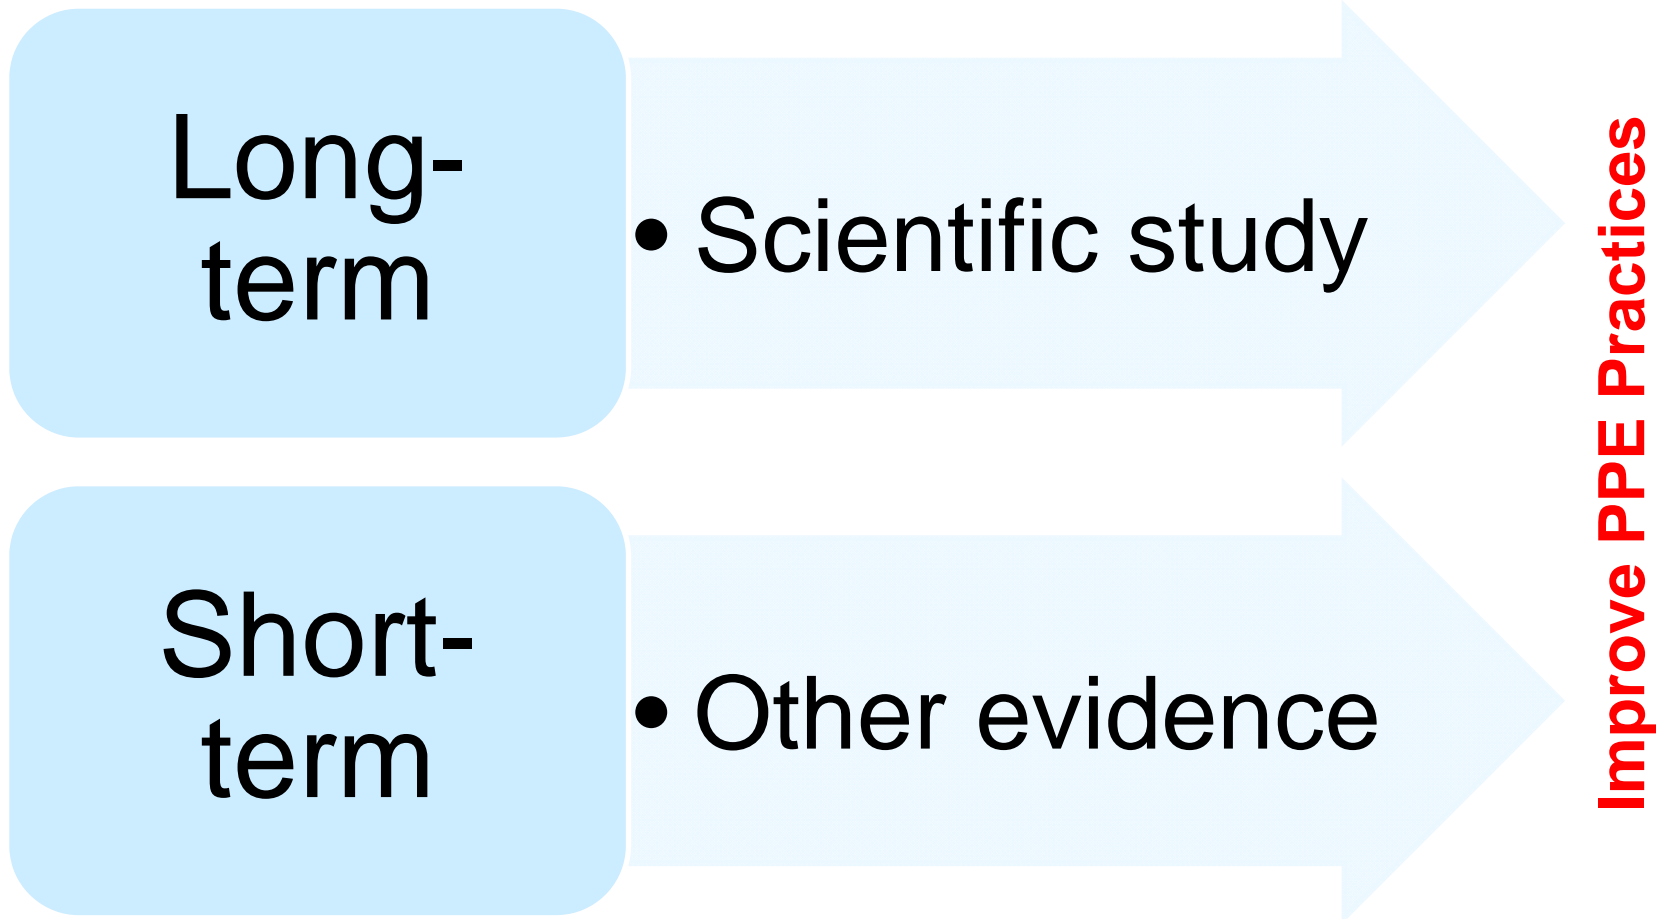 Long-
term
• Scientific study
Short-
term
• Other evidence
Improve PPE Practices